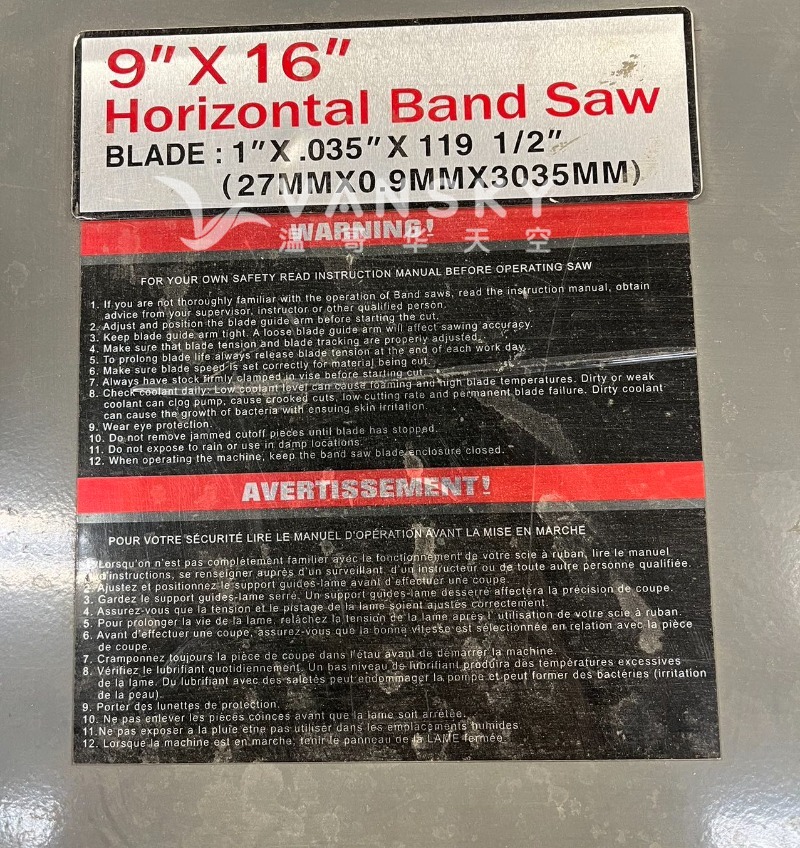 9" X 16"
Horizontal Band Saw
BLADE : 1" X .035" X 119 1/2"
(27MMX0.9MMX3035MM)
VANSKY
溫哥华天空
WARNING!
FOR YOUR OWN SAFETY READ INSTRUCTION MANUAL BEFORE OPERATING SAW
1. If you are not thoroughly familiar with the operation of Band saws, read the instruction manual, obtain
advice from your supervisor, instructor or other qualified person.
2. Adjust and position the blade guide arm before starting the cut.
3. Keep blade guide arm tight. A loose blade guide arm will affect sawing accuracy.
4. Make sure that blade tension and blade tracking are properly adjusted.
5. To prolong blade life always release blade tension at the end of each work day.
6. Make sure blade speed is set correctly for material being cut.
7. Always have stock firmly clamped in vise before starting cut.
8. Check coolant daily. Low coolant level can cause foaming and high blade temperatures. Dirty or weak
coolant can clog pump, cause crooked cuts, low cutting rate and permanent blade failure. Dirty coolant
can cause the growth of bacteria with ensuing skin irritation.
9. Wear eye protection.
10. Do not remove jammed cutoff pieces until blade has stopped.
11. Do not expose to rain or use in damp locations.
12. When operating the machine, keep the band saw blade enclosure closed.
AVERTISSEMENT!
POUR VOTRE SÉCURITÉ LIRE LE MANUEL D'OPÉRATION AVANT LA MISE EN MARCHE
1. Lorsqu'on n'est pas complètement familier avec le fonctionnement de votre scie à ruban, lire le manuel
d'instructions, se renseigner auprès d'un surveillant, d'un instructeur ou de toute autre personne qualifiée.
2. Ajustez et positionnez le support guides-lame avant d'effectuer une coupe.
3. Gardez le support guides-lame serré. Un support guides-lame desserre affectera la précision de coupe.
4. Assurez-vous que la tension et le pistage de la lame soient ajustés correctement.
5. Pour prolonger la vie de la lame, relâchez la tension de la lame après l'utilisation de votre scie à ruban.
6. Avant d'effectuer une coupe, assurez-vous que la bonne vitesse est sélectionnée en relation avec la pièce
de coupe.
7. Cramponnez toujours la pièce de coupe dans l'étau avant de démarrer la machine.
8. Vérifiez le lubrifiant quotidiennement. Un bas niveau de lubrifiant produira des températures excessives
de la lame. Du lubrifiant avec des saletés peut endommager la pompe et peut former des bactéries (irritation
de la peau).
9. Porter des lunettes de protection.
10. Ne pas enlever les pièces coincés avant que la lame soit arrêtée.
11. Ne pas exposer a la pluie etne pas utiliser dans les emplacements humides.
12. Lorsque la machine est en marche, tenir le panneau de la LAME fermée.